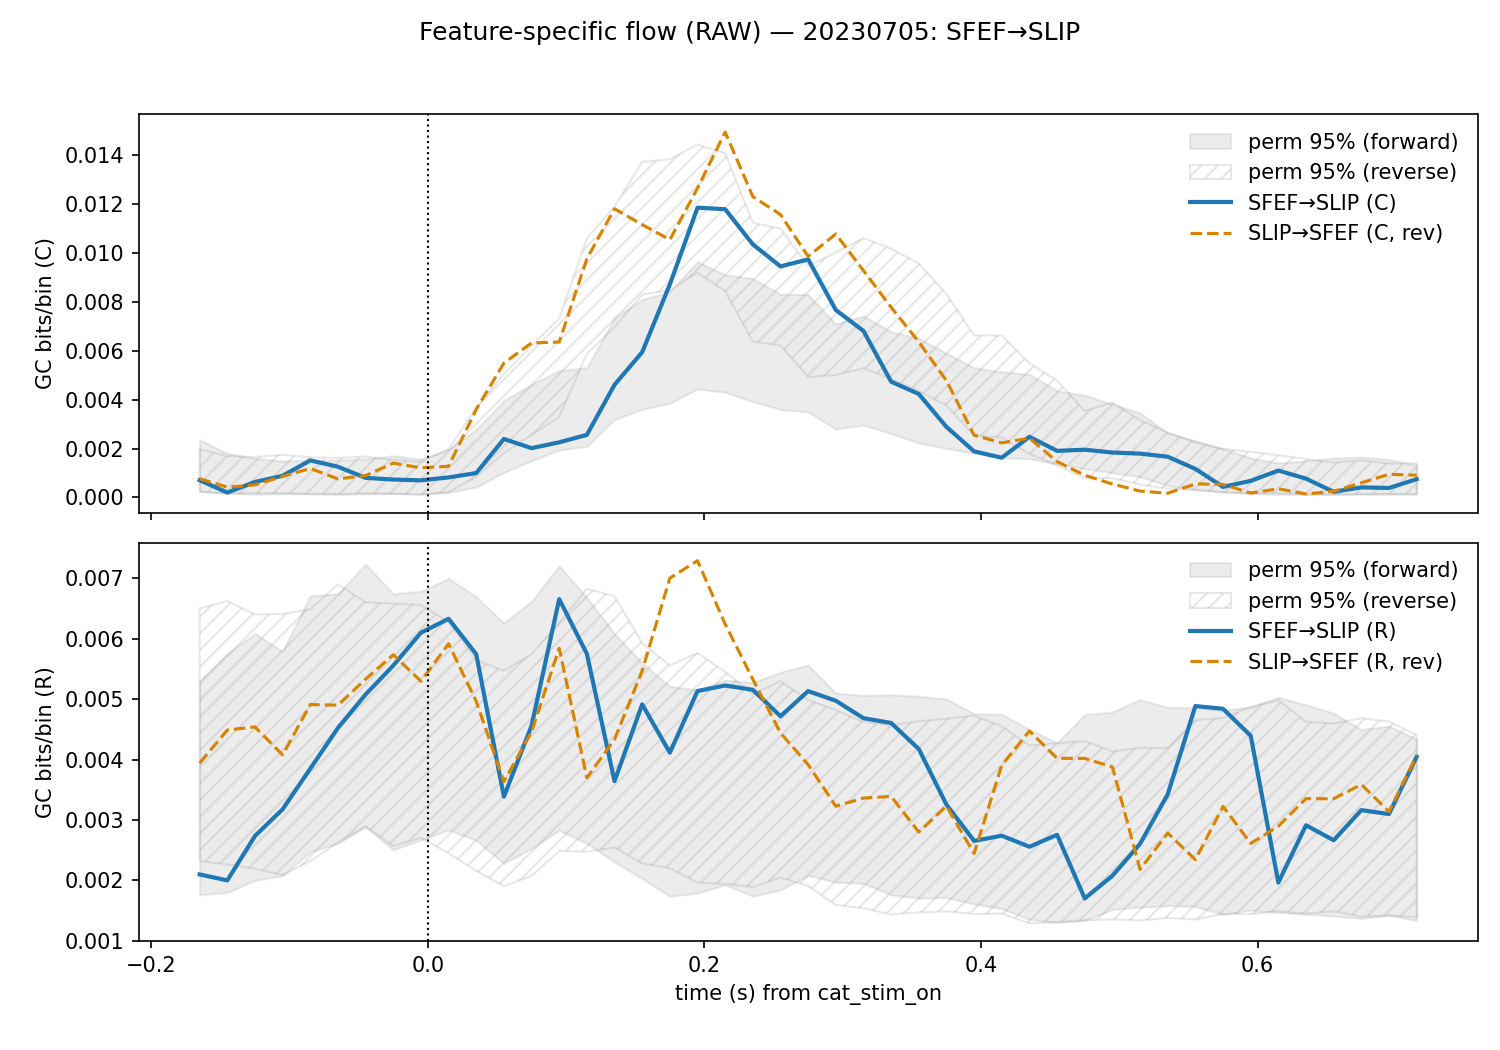 Feature-specific flow (RAW) — 20230705: SFEF→SLIP
GC bits/bin (C)
0.014
0.012
0.010
0.008
0.006
0.004
0.002
0.000
perm 95% (forward)
perm 95% (reverse)
SFEF→SLIP (C)
SLIP→SFEF (C, rev)
GC bits/bin (R)
0.007
0.006
0.005
0.004
0.003
0.002
0.001
perm 95% (forward)
perm 95% (reverse)
SFEF→SLIP (R)
SLIP→SFEF (R, rev)
−0.2
0.0
0.2
0.4
0.6
time (s) from cat_stim_on